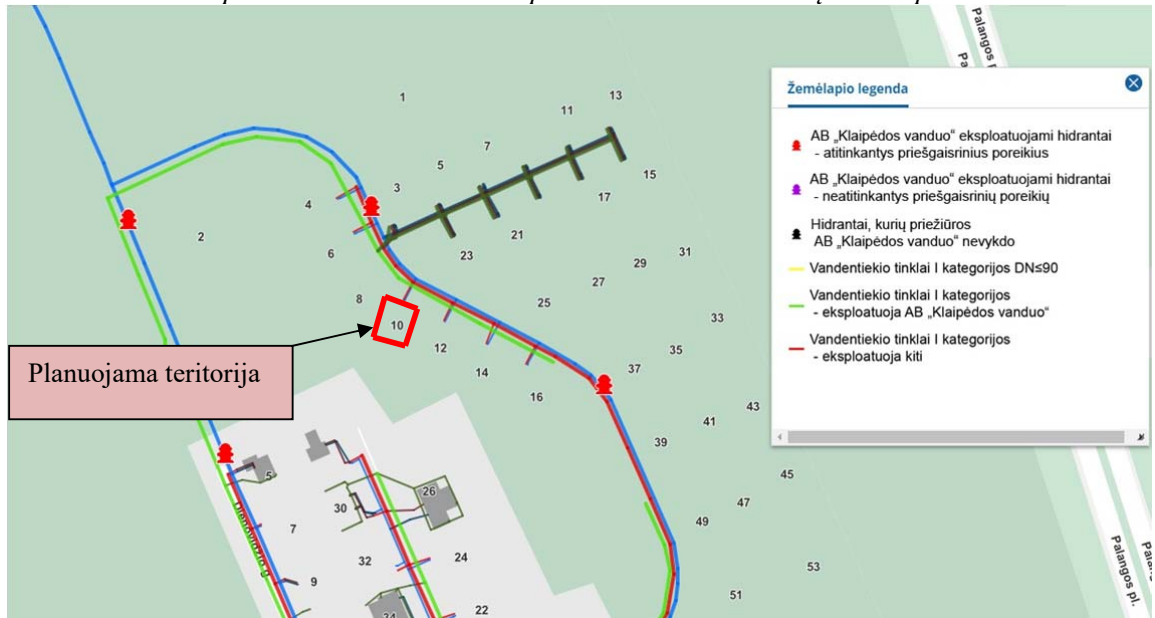 Palangos p
Pa
Žemėlapio legenda
AB „Klaipėdos vanduo“ eksploatuojami hidrantai
- atitinkantys priešgaisrinius poreikius
AB „Klaipėdos vanduo“ eksploatuojami hidrantai
- neatitinkantys priešgaisrinių poreikių
Hidrantai, kurių priežiūros
AB „Klaipėdos vanduo“ nevykdo
Vandentiekio tinklai I kategorijos DN≤90
Vandentiekio tinklai I kategorijos
- eksploatuoja AB „Klaipėdos vanduo“
Vandentiekio tinklai I kategorijos
- eksploatuoja kiti
1
13
11
7
5
3
15
4
17
2
21
6
23
31
29
27
8
25
10
33
12
35
14
37
16
Planuojama teritorija
43
41
39
45
5
26
47
30
49
7
32
24
9
53
51
22
34
Palangos pl.
Palang